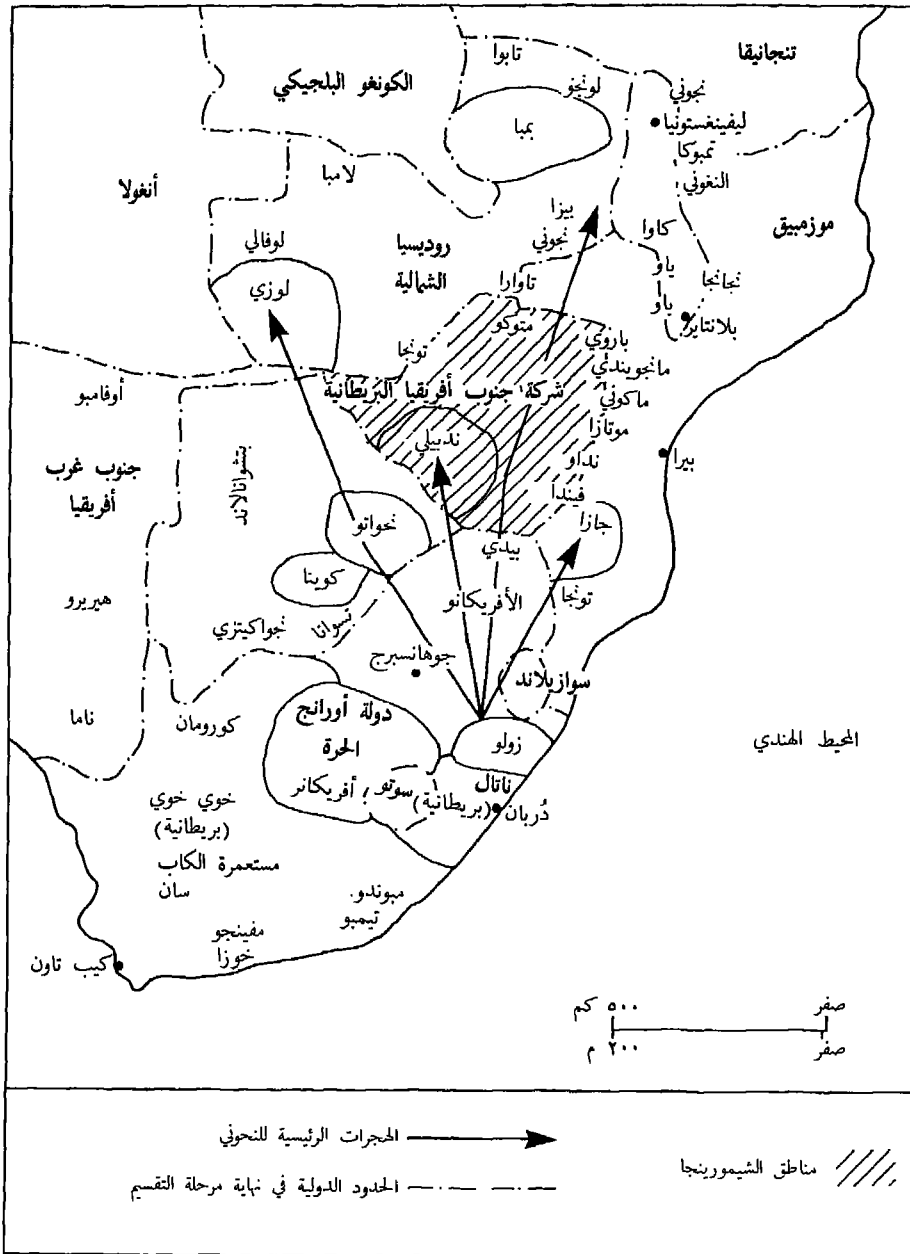 تنجانيقا
تابوا
الكونغو البلجيكي
لونجو
نجوني
بمبا
ليفينغستونيا
تمبوكا
لامبا
النغوني
أنغولا
بيزا
موزمبيق
كاوا
لوفالي
نجوني
روديسيا
الشمالية
ياو
نجانجا
تاوارا
لوزي
ياو
متوكو
بلانتاير
باروي
تونجا
مانجويندي
أوفامبو
شركة جنوب أفريقيا البريطانية
ماكوني
موتازا
ندبيلي
بيرا
نداو
جنوب غرب
أفريقيا
بتشوانالاند
فيندا
نخواتو
جازا
بيدي
كوينا
تونجا
هيريرو
الأفريكانو
نجواكيتزي
تسوانا
جوهانسبرج
سوازيلاند
ناما
كورومان
دولة أورانج
الحرة
زولو
المحيط الهندي
أفريكانر
سوتو
ناتال
(بريطانية)
دُربان
خوي خوي
(بريطانية)
مستعمرة الكاب
سان
مبوندو.
تيمبو
مفينجو
خوزا
كيب تاون
صفر ٥٠٠ كم
صفر ٢٠٠ م
الهجرات الرئيسية للنحوني
مناطق الشيمورينجا
الحدود الدولية في نهاية مرحلة التقسيم